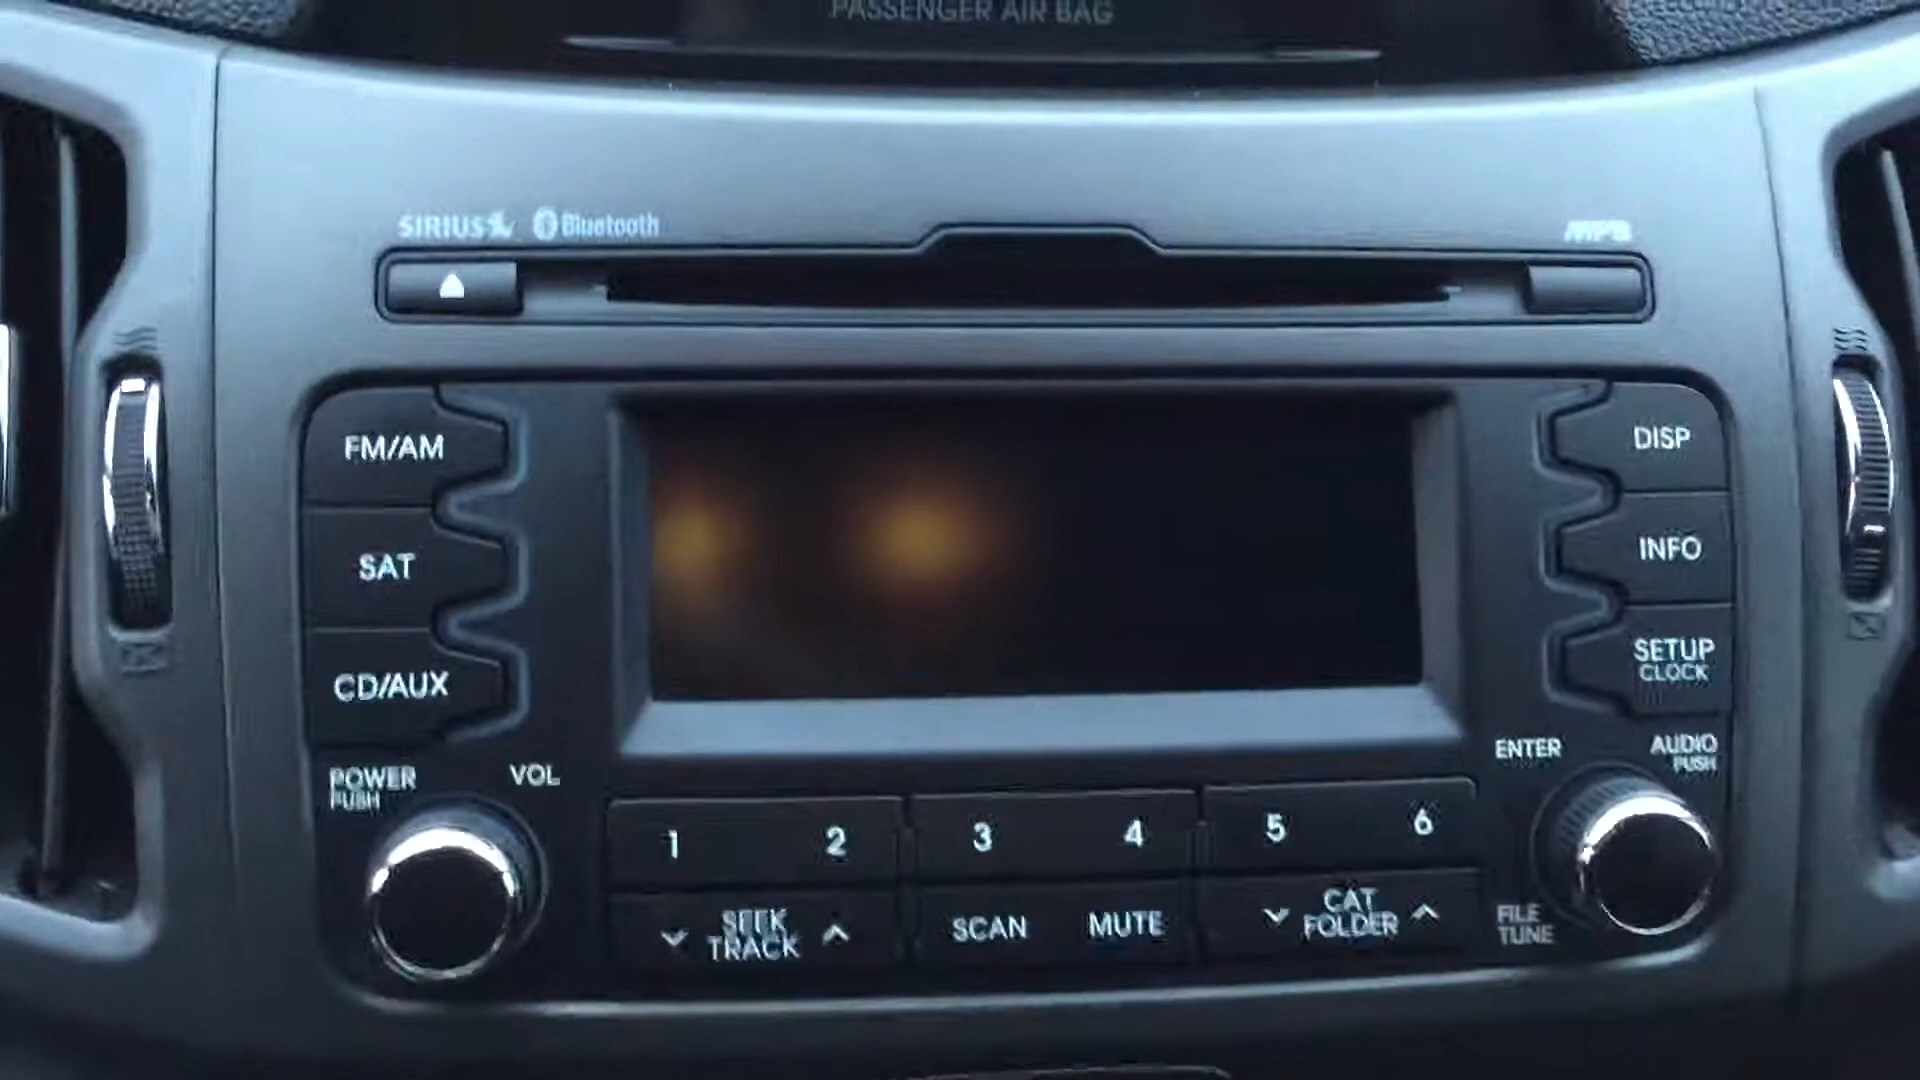 PASSENGER AIR BAG
SIRIUS
Bluetooth
MP3
FM/AM
SAT
CD/AUX
DISP
INFO
SETUP
CLOCK
POWER
PUSH
VOL
ENTER
AUDIO
PUSH
1 2 3 4 5 6
SEEK
TRACK
SCAN
MUTE
CAT
FOLDER
FILE
TUNE